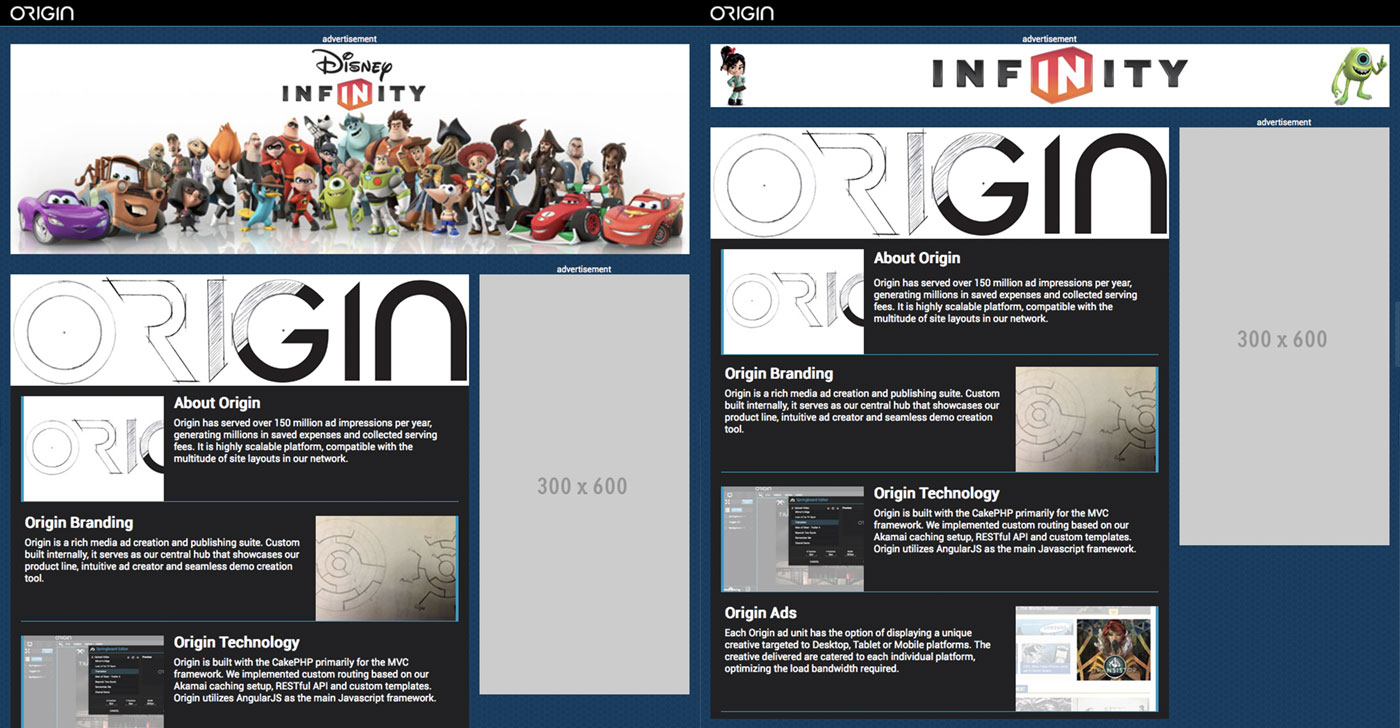 ORIGIN
advertisement
DISNEY
INFINITY
advertisement
ORIGIN
About Origin
Origin has served over 150 million ad impressions per year,
generating millions in saved expenses and collected serving
fees. It is highly scalable platform, compatible with the
multitude of site layouts in our network.
Origin Branding
Origin is a rich media ad creation and publishing suite. Custom
built internally, it serves as our central hub that showcases our
product line, intuitive ad creator and seamless demo creation
tool.
Origin Technology
Origin is built with the CakePHP primarily for the MVC
framework. We implemented custom routing based on our
Akamai caching setup, RESTful API and custom templates.
Origin utilizes AngularJS as the main Javascript framework.
300 x 600
ORIGIN
advertisement
INFINITY
advertisement
ORIGIN
About Origin
Origin has served over 150 million ad impressions per year,
generating millions in saved expenses and collected serving
fees. It is highly scalable platform, compatible with the
multitude of site layouts in our network.
Origin Branding
Origin is a rich media ad creation and publishing suite. Custom
built internally, it serves as our central hub that showcases our
product line, intuitive ad creator and seamless demo creation
tool.
Origin Technology
Origin is built with the CakePHP primarily for the MVC
framework. We implemented custom routing based on our
Akamai caching setup, RESTful API and custom templates.
Origin utilizes AngularJS as the main Javascript framework.
Origin Ads
Each Origin ad unit has the option of displaying a unique
creative targeted to Desktop, Tablet or Mobile platforms. The
creative delivered are catered to each individual platform,
optimizing the load bandwidth required.
TRANSISTOR
300 x 600